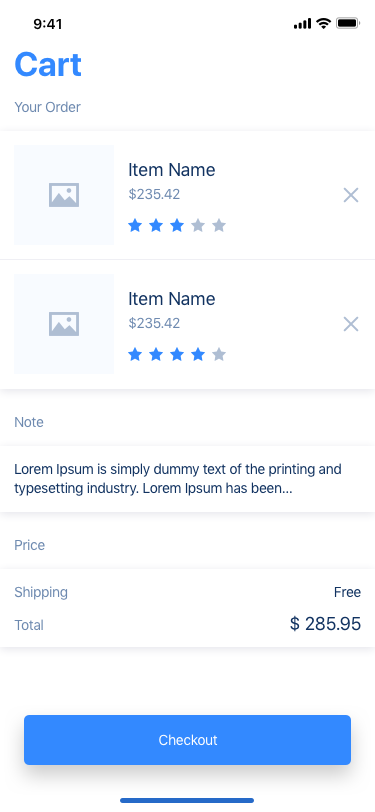 9:41
Cart
Your Order
Item Name
$235.42
Item Name
$235.42
Note
Lorem Ipsum is simply dummy text of the printing and
typesetting industry. Lorem Ipsum has been...
Price
Shipping Free
Total $ 285.95
Checkout